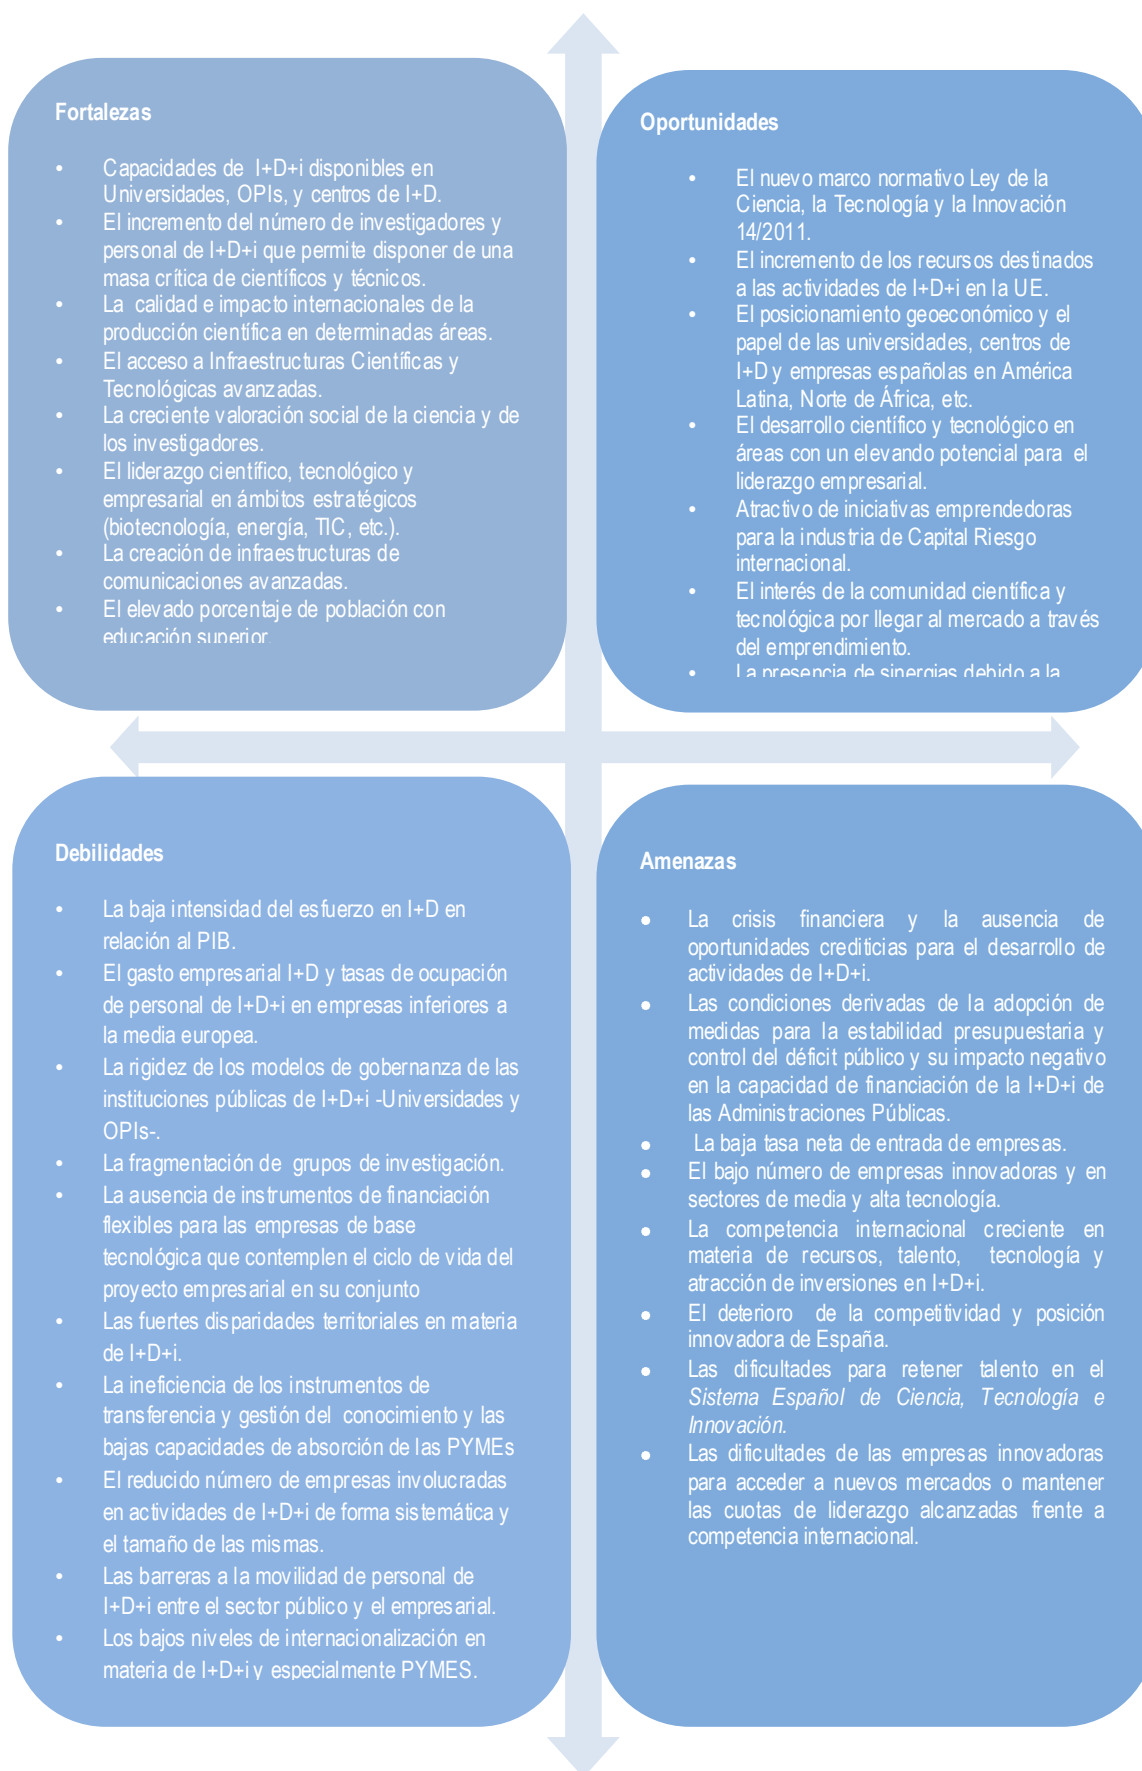 Fortalezas
• Capacidades de I+D+i disponibles en
Universidades, OPIs, y centros de I+D.
• El incremento del número de investigadores y
personal de I+D+i que permite disponer de una
masa crítica de científicos y técnicos.
• La calidad e impacto internacionales de la
producción científica en determinadas áreas.
• El acceso a Infraestructuras Científicas y
Tecnológicas avanzadas.
• La creciente valoración social de la ciencia y de
los investigadores.
• El liderazgo científico, tecnológico y
empresarial en ámbitos estratégicos
(biotecnología, energía, TIC, etc.).
• La creación de infraestructuras de
comunicaciones avanzadas.
• El elevado porcentaje de población con
educación superior.
Oportunidades
• El nuevo marco normativo Ley de la
Ciencia, la Tecnología y la Innovación
14/2011.
• El incremento de los recursos destinados
a las actividades de I+D+i en la UE.
• El posicionamiento geoeconómico y el
papel de las universidades, centros de
I+D y empresas españolas en América
Latina, Norte de África, etc.
• El desarrollo científico y tecnológico en
áreas con un elevando potencial para el
liderazgo empresarial.
• Atractivo de iniciativas emprendedoras
para la industria de Capital Riesgo
internacional.
• El interés de la comunidad científica y
tecnológica por llegar al mercado a través
del emprendimiento.
• La presencia de sinergias debido a la
Debilidades
• La baja intensidad del esfuerzo en I+D en
relación al PIB.
• El gasto empresarial I+D y tasas de ocupación
de personal de I+D+i en empresas inferiores a
la media europea.
• La rigidez de los modelos de gobernanza de las
instituciones públicas de I+D+i -Universidades y
OPIs-.
• La fragmentación de grupos de investigación.
• La ausencia de instrumentos de financiación
flexibles para las empresas de base
tecnológica que contemplen el ciclo de vida del
proyecto empresarial en su conjunto
• Las fuertes disparidades territoriales en materia
de I+D+i.
• La ineficiencia de los instrumentos de
transferencia y gestión del conocimiento y las
bajas capacidades de absorción de las PYMEs
• El reducido número de empresas involucradas
en actividades de I+D+i de forma sistemática y
el tamaño de las mismas.
• Las barreras a la movilidad de personal de
I+D+i entre el sector público y el empresarial.
• Los bajos niveles de internacionalización en
materia de I+D+i y especialmente PYMES.
Amenazas
• La crisis financiera y la ausencia de
oportunidades crediticias para el desarrollo de
actividades de I+D+i.
• Las condiciones derivadas de la adopción de
medidas para la estabilidad presupuestaria y
control del déficit público y su impacto negativo
en la capacidad de financiación de la I+D+i de
las Administraciones Públicas.
• La baja tasa neta de entrada de empresas.
• El bajo número de empresas innovadoras y en
sectores de media y alta tecnología.
• La competencia internacional creciente en
materia de recursos, talento, tecnología y
atracción de inversiones en I+D+i.
• El deterioro de la competitividad y posición
innovadora de España.
• Las dificultades para retener talento en el
Sistema Español de Ciencia, Tecnología e
Innovación.
• Las dificultades de las empresas innovadoras
para acceder a nuevos mercados o mantener
las cuotas de liderazgo alcanzadas frente a
competencia internacional.